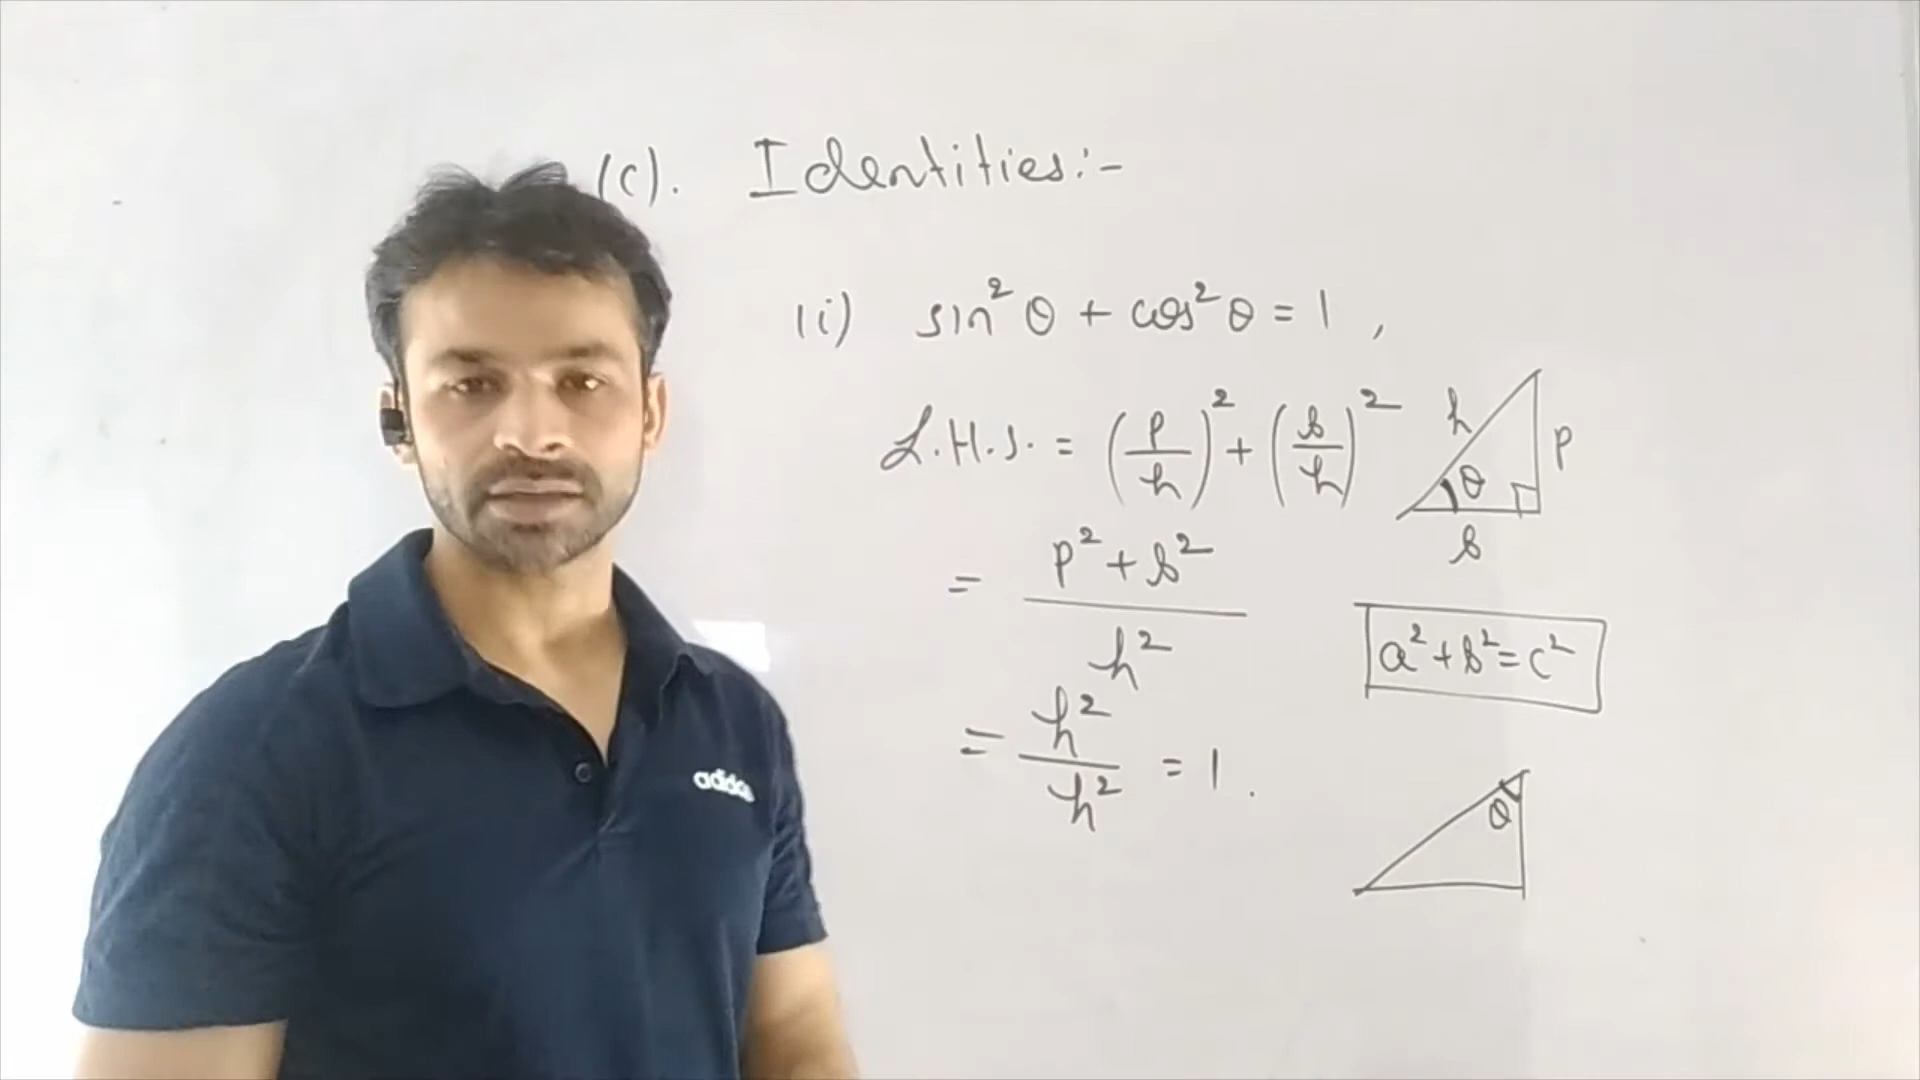 (c). Identities:-
(i) sin²θ + cos²θ = 1 ,
L.H.S. = (p/h)² + (b/h)²
h p θ b
= p² + b² / h²
a² + b² = c²
= h²/h² = 1 .
θ
adidas